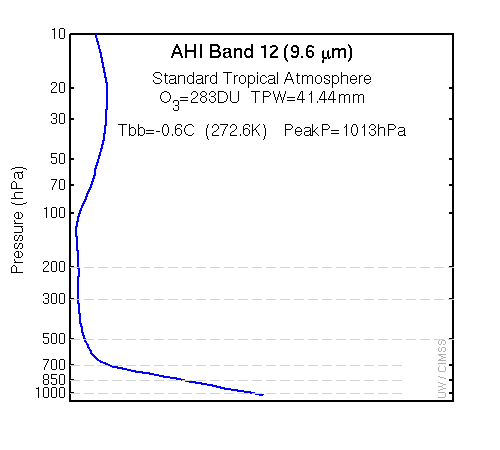 AHI Band 12 (9.6 μm)
Standard Tropical Atmosphere
O3=283DU TPW=41.44mm
Tbb=-0.6C (272.6K) PeakP=1013hPa
Pressure (hPa)
10
20
30
50
70
100
200
300
500
700
850
1000
UW / CIMSS